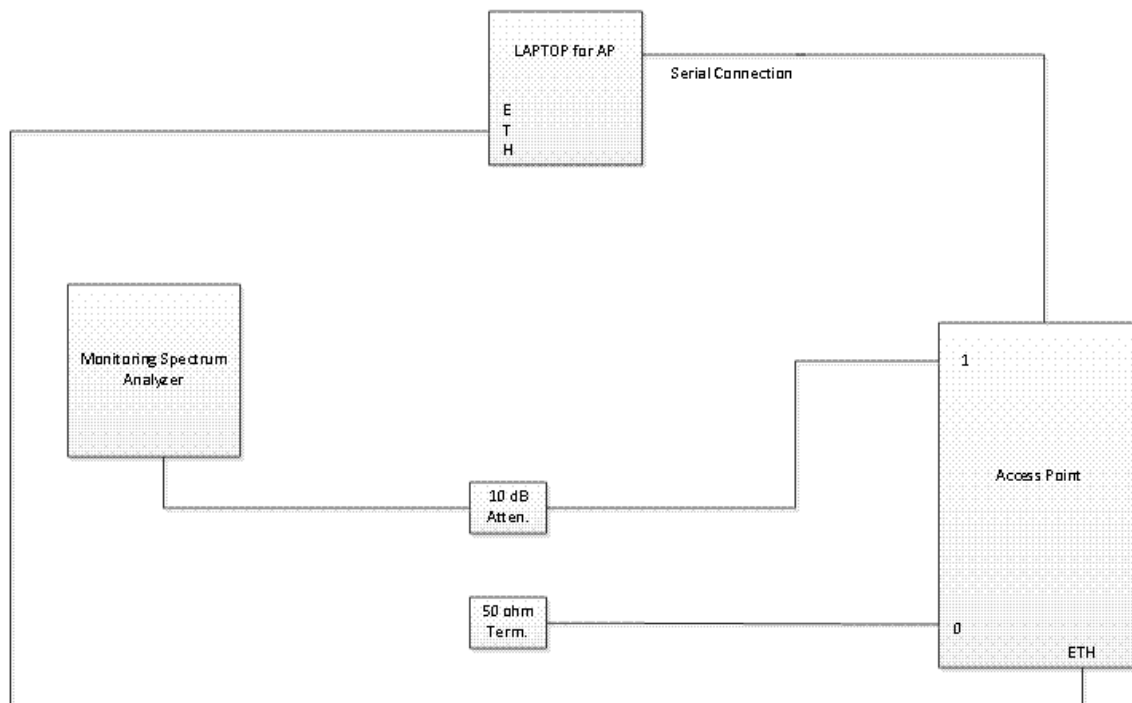 LAPTOP for AP
Serial Connection
E
T
H
Monitoring Spectrum
Analyzer
1
10 dB
Atten.
Access Point
50 ohm
Term.
0
ETH